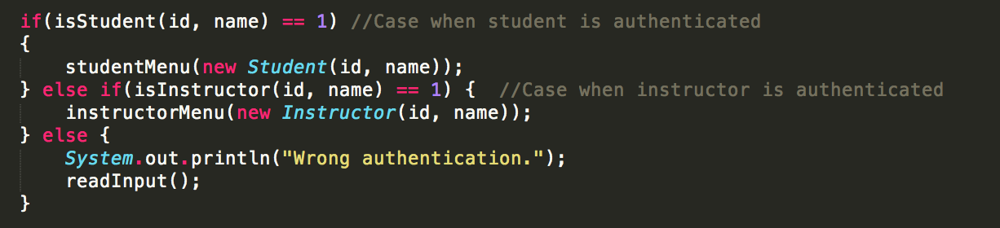 if(isStudent(id, name) == 1) //Case when student is authenticated
{
    studentMenu(new Student(id, name));
} else if(isInstructor(id, name) == 1) {  //Case when instructor is authenticated
    instructorMenu(new Instructor(id, name));
} else {
    System.out.println("Wrong authentication.");
    readInput();
}